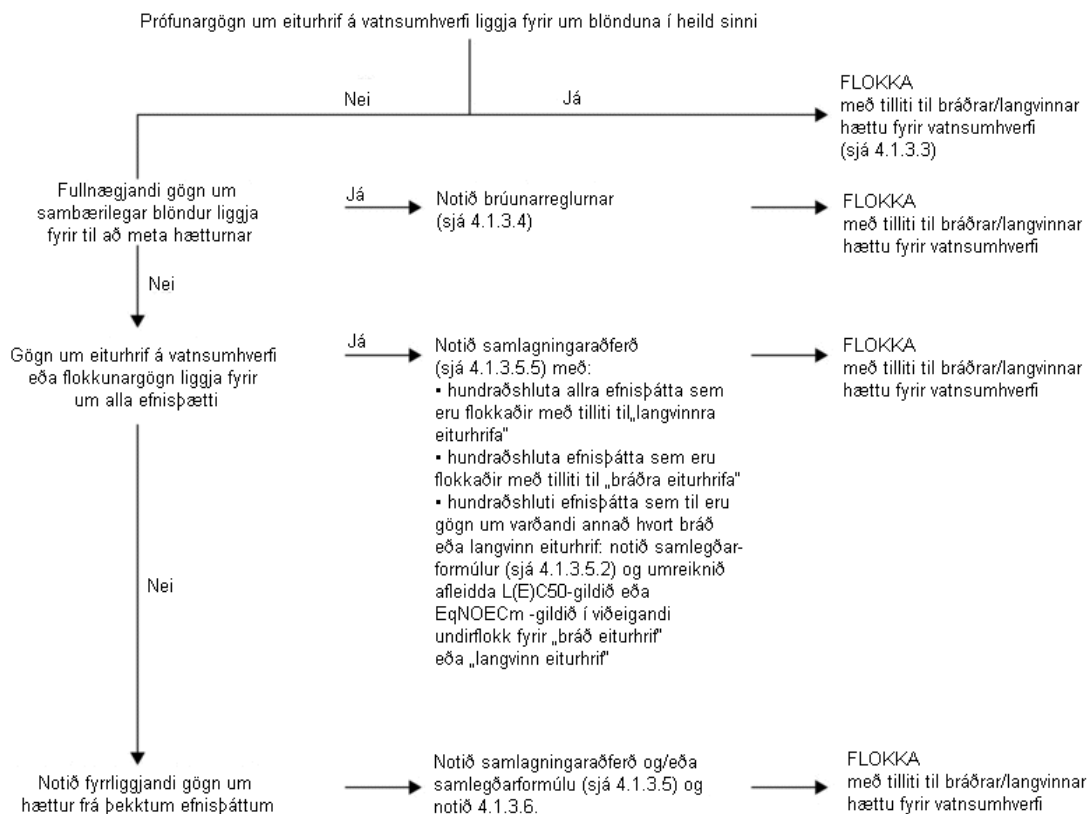 Prófunargögn um eiturhrif á vatnsumhverfi liggja fyrir um blönduna í heild sinni
Nei
Já
FLOKKA
með tilliti til bráðrar/langvinnar
hættu fyrir vatnsumhverfi
(sjá 4.1.3.3)
Fullnægjandi gögn um
sambærilegar blöndur liggja
fyrir til að meta hætturnar
Já
Notið brúunarreglurnar
(sjá 4.1.3.4)
FLOKKA
með tilliti til bráðrar/langvinnar
hættu fyrir vatnsumhverfi
Nei
Gögn um eiturhrif á vatnsumhverfi
eða flokkunargögn liggja fyrir
um alla efnisþætti
Já
Notið samlagningaraðferð
(sjá 4.1.3.5.5) með:
▪ hundraðshluta allra efnisþátta sem
eru flokkaðir með tilliti til„langvinnra
eiturhrifa"
▪ hundraðshluta efnisþátta sem eru
flokkaðir með tilliti til „bráðra eiturhrifa"
▪ hundraðshluti efnisþátta sem til eru
gögn um varðandi annað hvort bráð
eða langvinn eiturhrif: notið samlegðar-
formúlur (sjá 4.1.3.5.2) og umreiknið
afleidda L(E)C50-gildið eða
EqNOECm -gildið í viðeigandi
undirflokk fyrir „bráð eiturhrif"
eða „langvinn eiturhrif"
FLOKKA
með tilliti til bráðrar/langvinnar
hættu fyrir vatnsumhverfi
Nei
Notið fyrrliggjandi gögn um
hættur frá þekktum efnisþáttum
Notið samlagningaraðferð og/eða
samlegðarformúlu (sjá 4.1.3.5) og
notið 4.1.3.6.
FLOKKA
með tilliti til bráðrar/langvinnar
hættu fyrir vatnsumhverfi